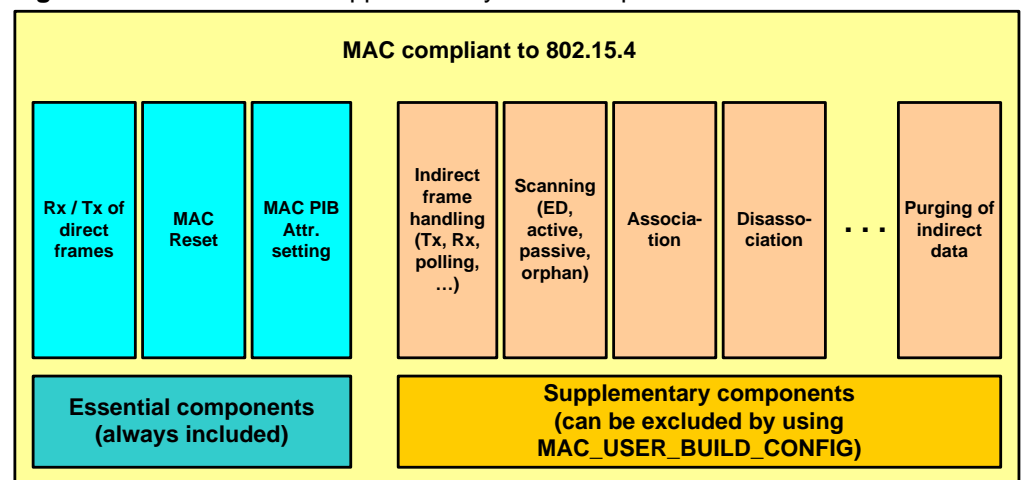 MAC compliant to 802.15.4
Rx / Tx of
direct
frames
MAC
Reset
MAC PIB
Attr.
setting
Indirect
frame
handling
(Tx, Rx,
polling,
…)
Scanning
(ED,
active,
passive,
orphan)
Associa-
tion
Disasso-
ciation
. . .
Purging of
indirect
data
Essential components
(always included)
Supplementary components
(can be excluded by using
MAC_USER_BUILD_CONFIG)